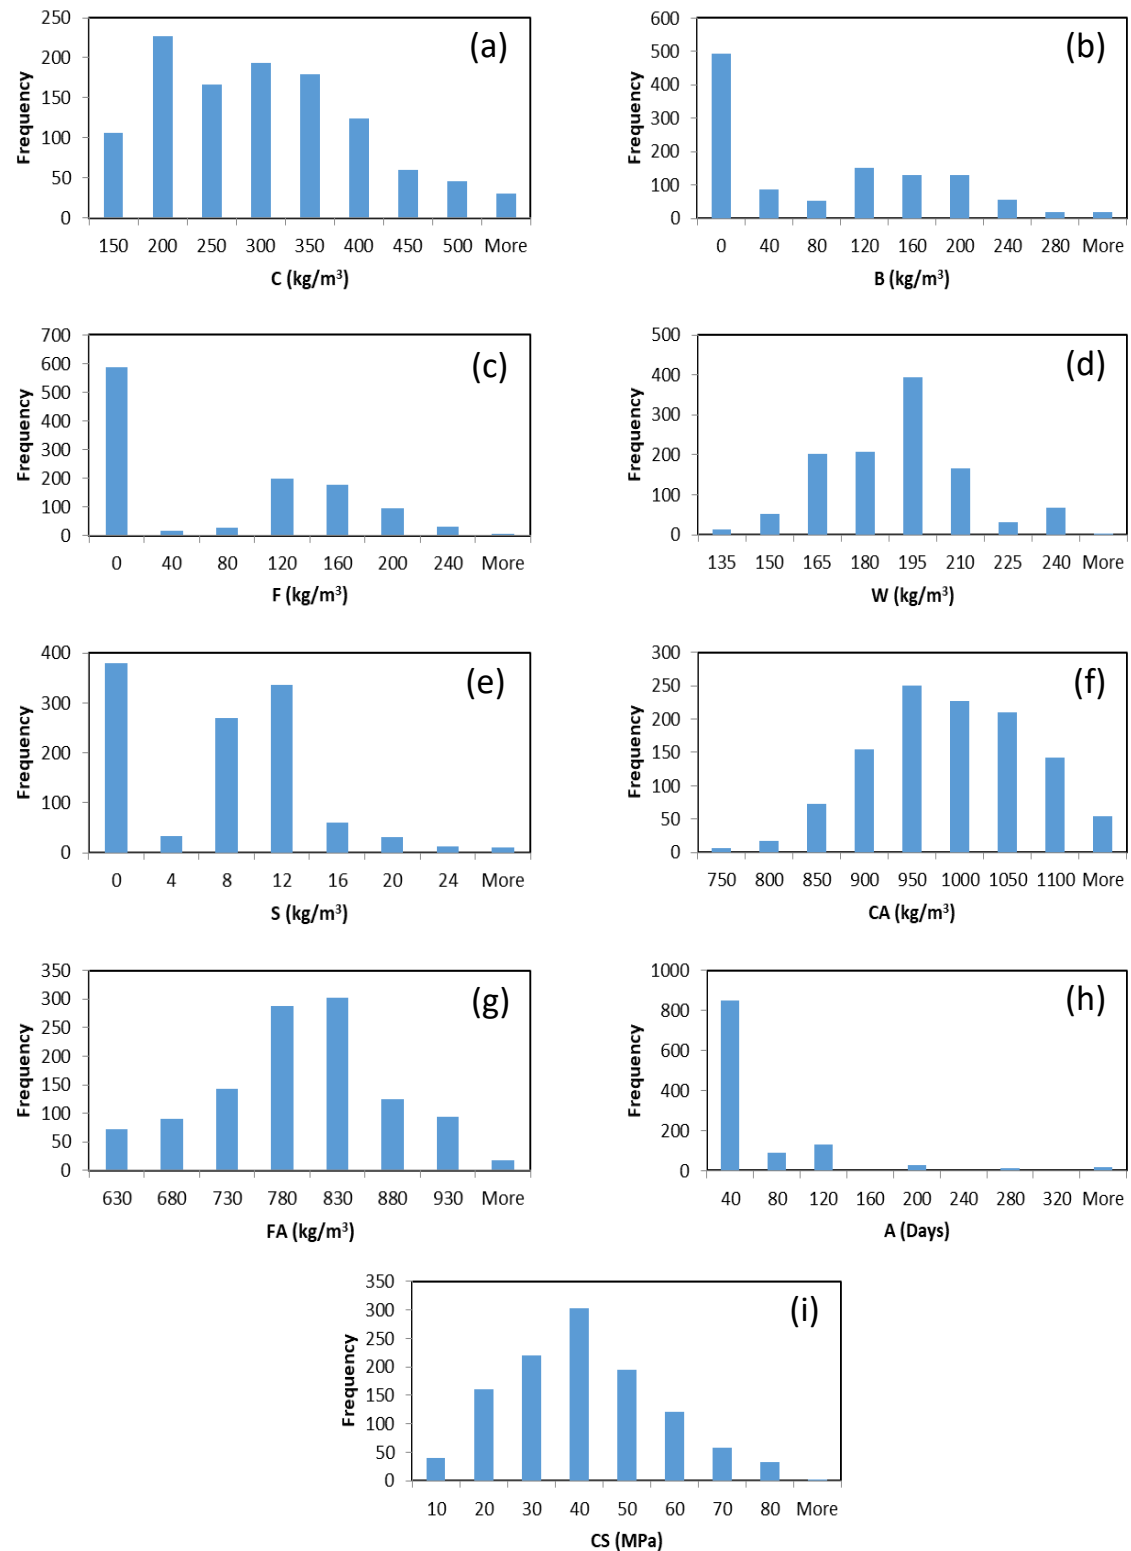 250
200
150
100
50
0
Frequency
(a)
150 200 250 300 350 400 450 500 More
C (kg/m³)
600
500
400
300
200
100
0
Frequency
(b)
0 40 80 120 160 200 240 280 More
B (kg/m³)
700
600
500
400
300
200
100
0
Frequency
(c)
0 40 80 120 160 200 240 More
F (kg/m³)
500
400
300
200
100
0
Frequency
(d)
135 150 165 180 195 210 225 240 More
W (kg/m³)
400
300
200
100
0
Frequency
(e)
0 4 8 12 16 20 24 More
S (kg/m³)
300
250
200
150
100
50
0
Frequency
(f)
750 800 850 900 950 1000 1050 1100 More
CA (kg/m³)
350
300
250
200
150
100
50
0
Frequency
(g)
630 680 730 780 830 880 930 More
FA (kg/m³)
1000
800
600
400
200
0
Frequency
(h)
40 80 120 160 200 240 280 320 More
A (Days)
350
300
250
200
150
100
50
0
Frequency
(i)
10 20 30 40 50 60 70 80 More
CS (MPa)